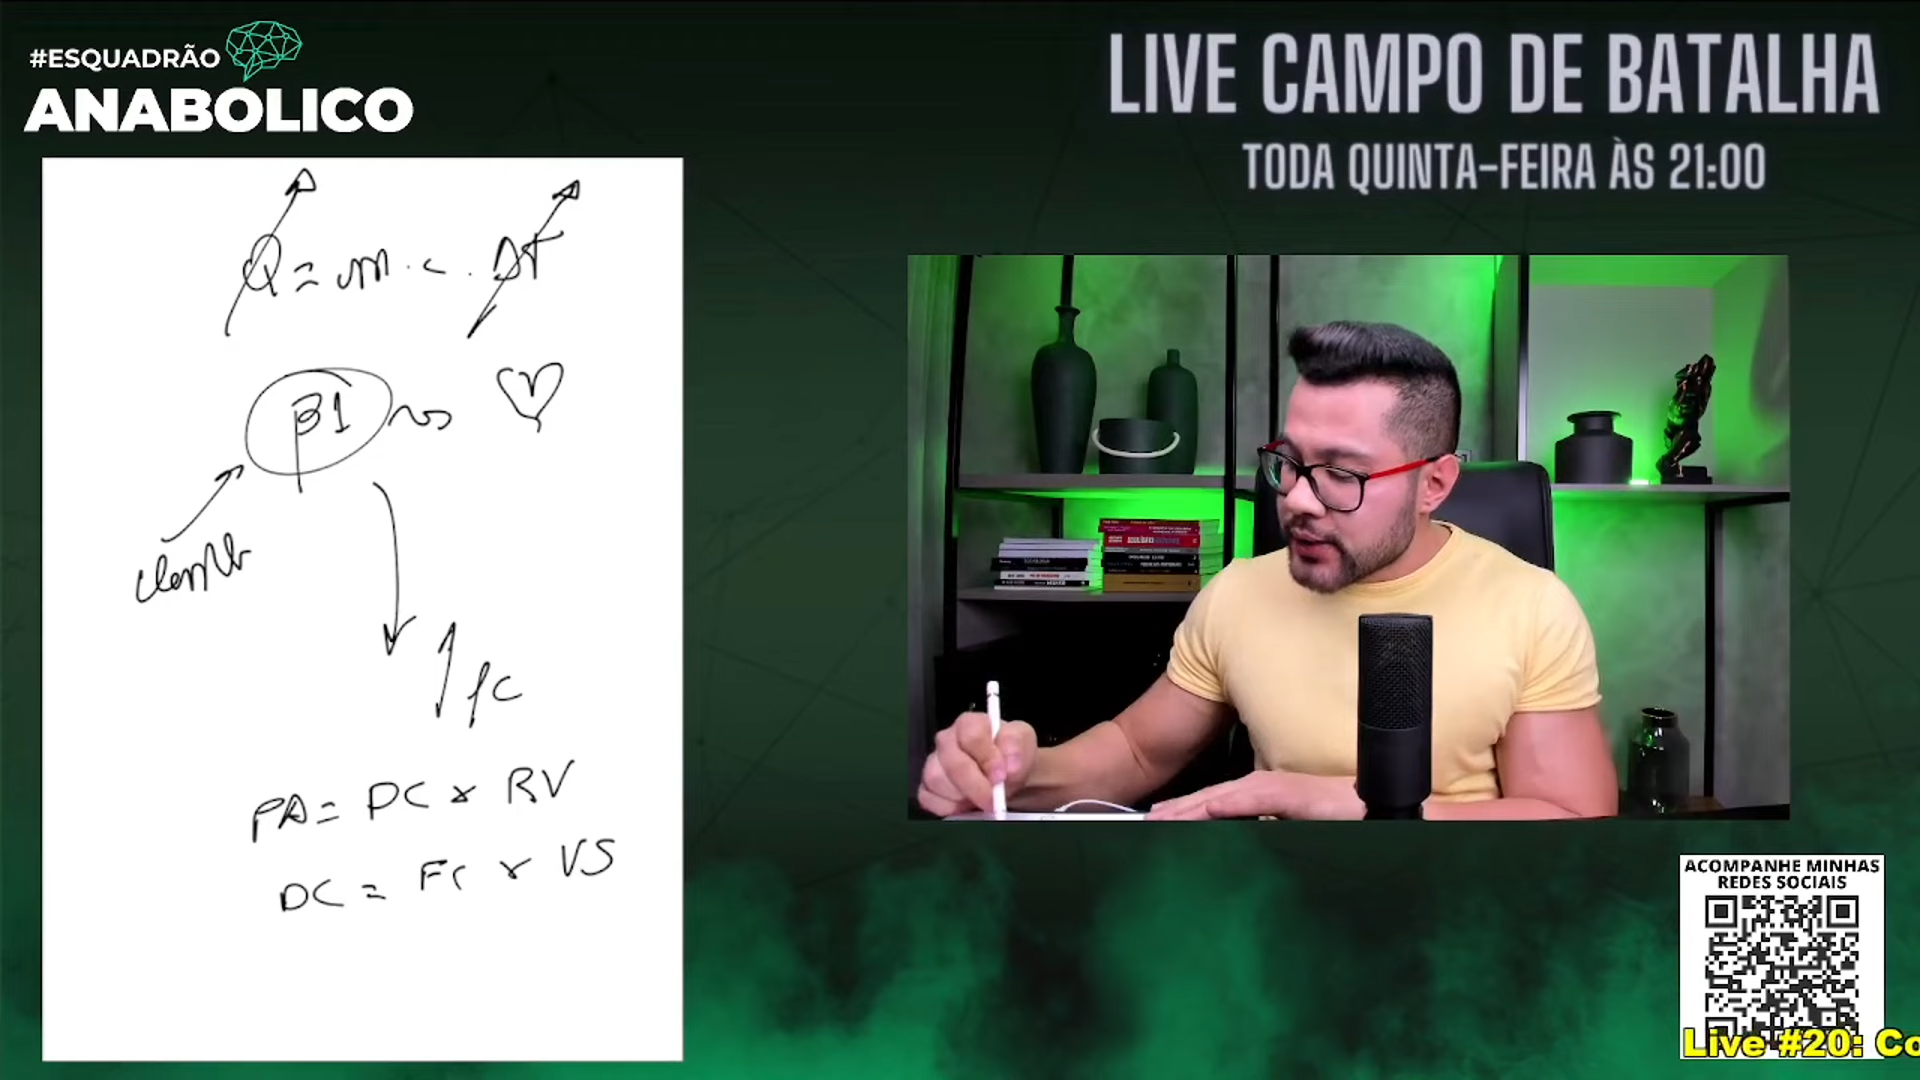 #ESQUADRÃO
ANABOLICO
LIVE CAMPO DE BATALHA
TODA QUINTA-FEIRA ÀS 21:00
Q = m . c . ΔT
β1
↑ fC
PA = DC x RV
DC = FC x VS
ACOMPANHE MINHAS
REDES SOCIAIS
Live #20: Co